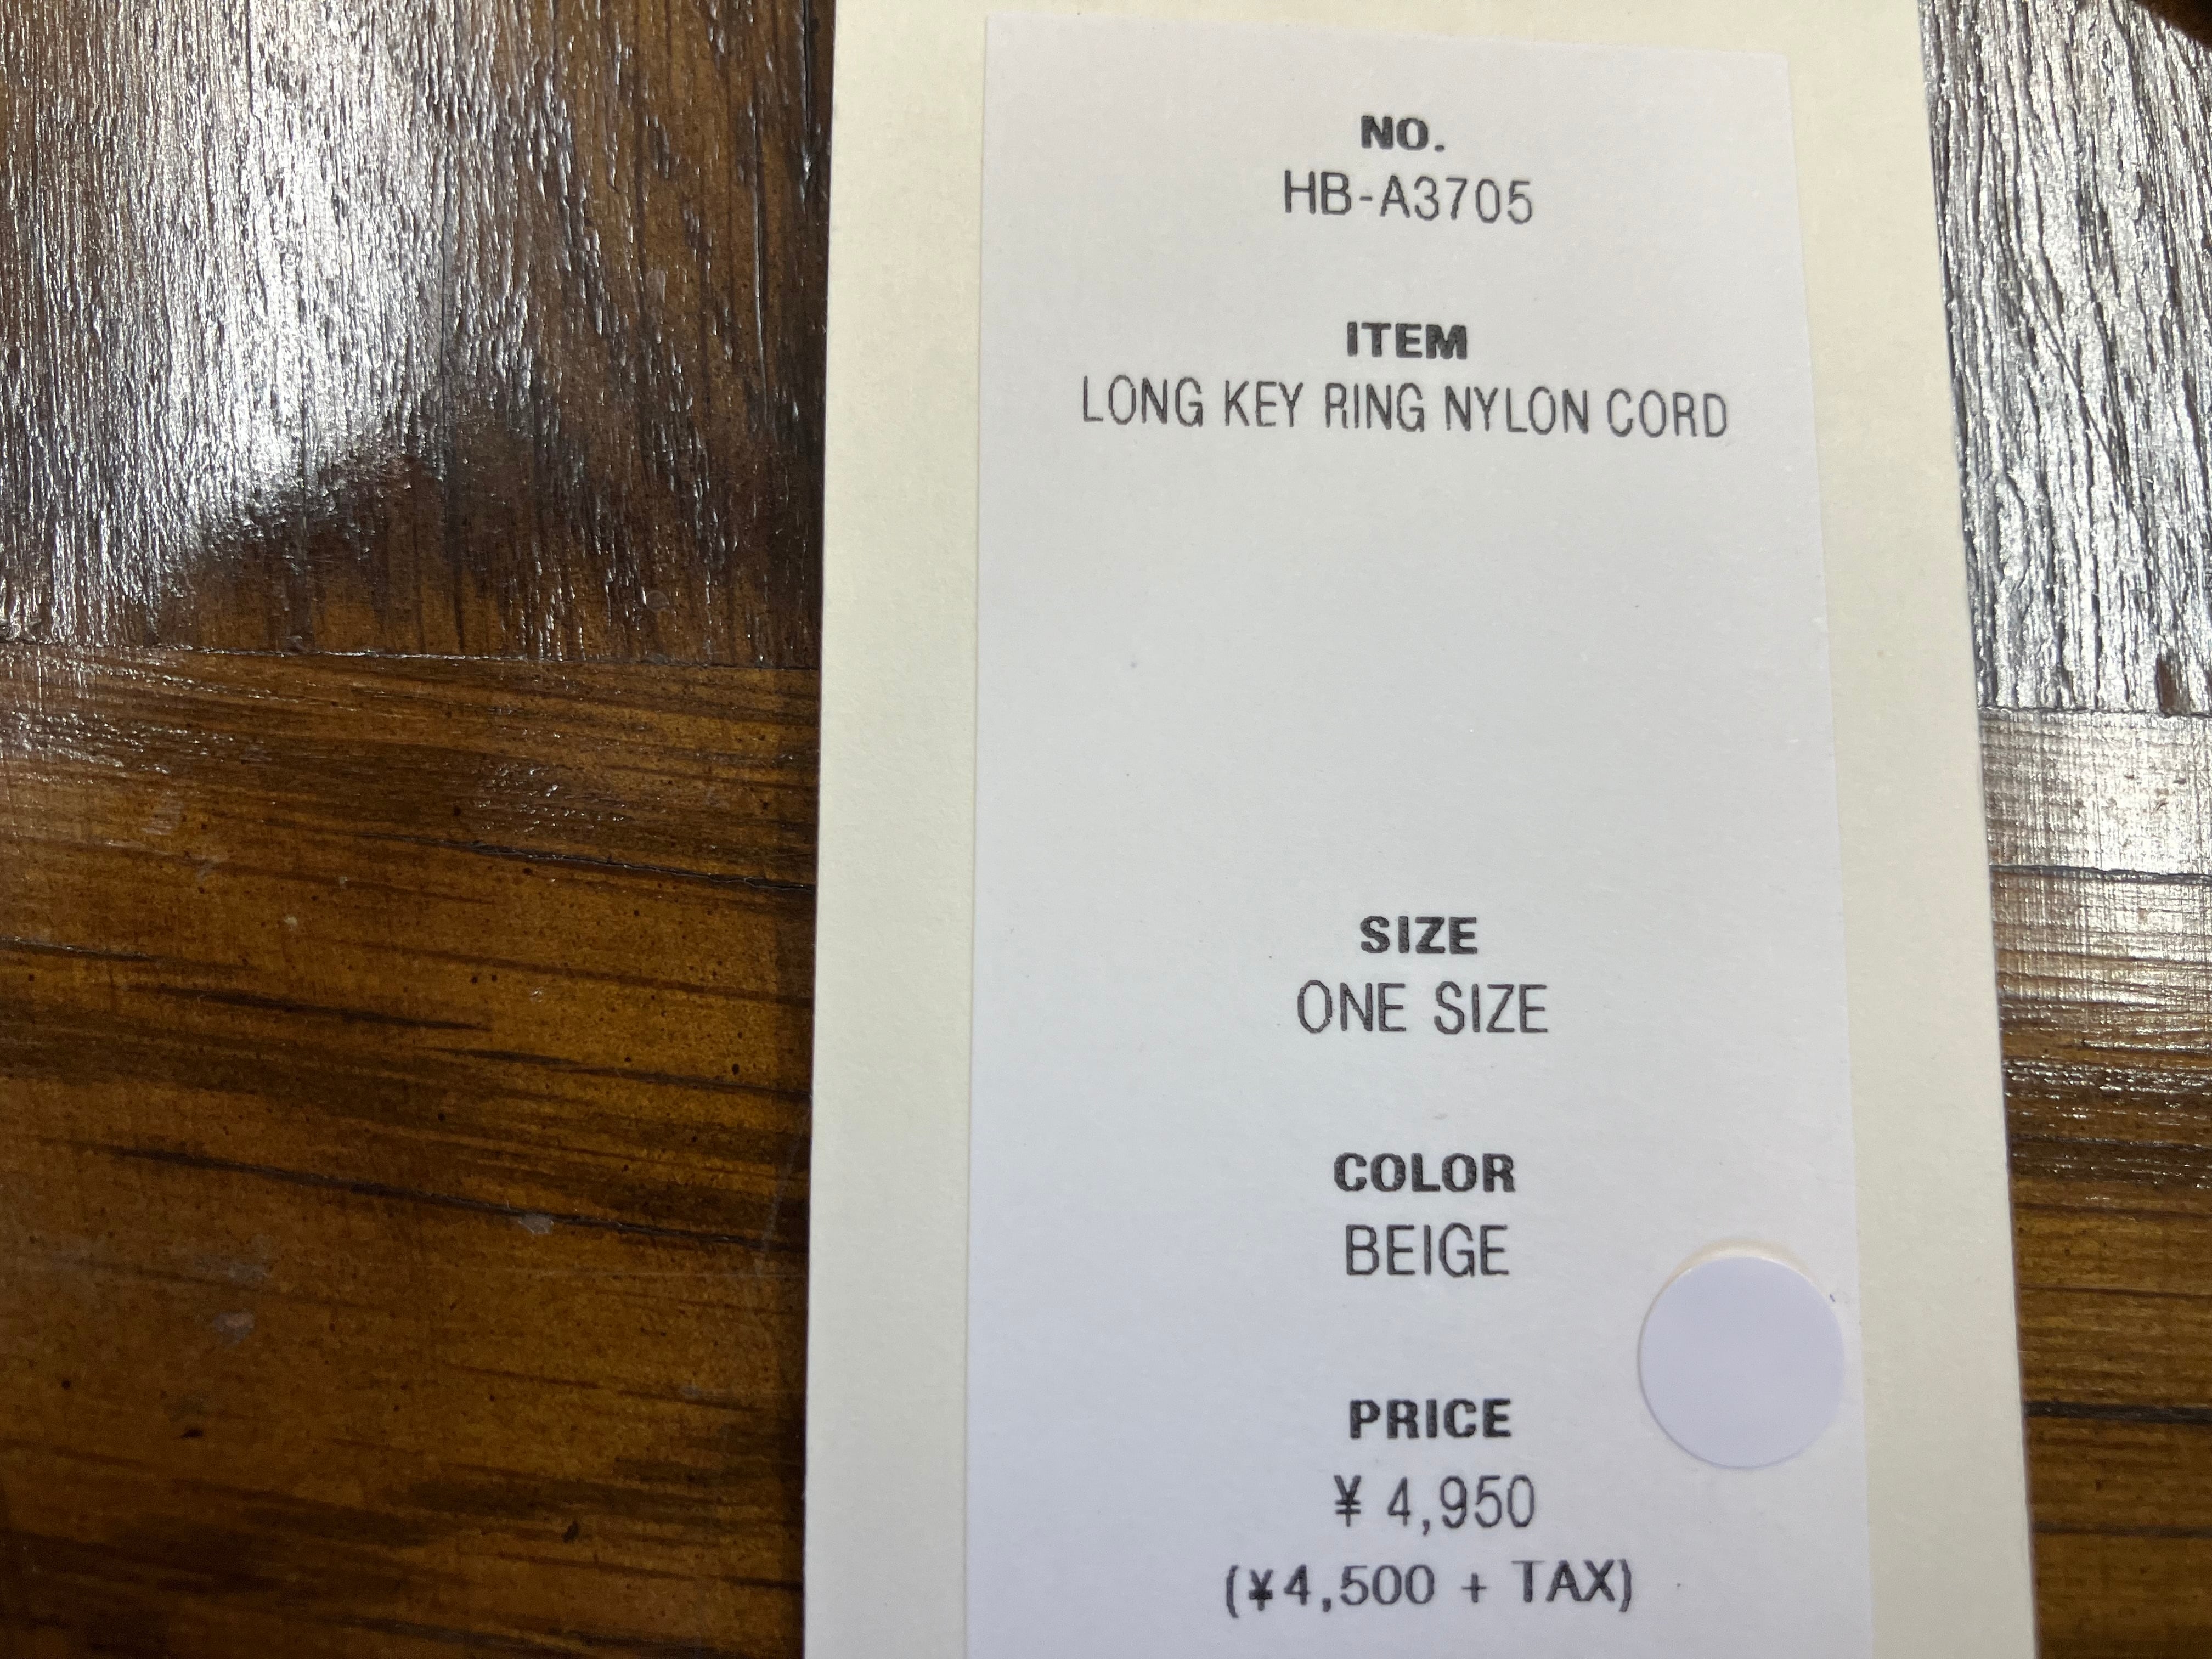 NO.
HB-A3705
ITEM
LONG KEY RING NYLON CORD
SIZE
ONE SIZE
COLOR
BEIGE
PRICE
¥ 4,950
(¥4,500 + TAX)